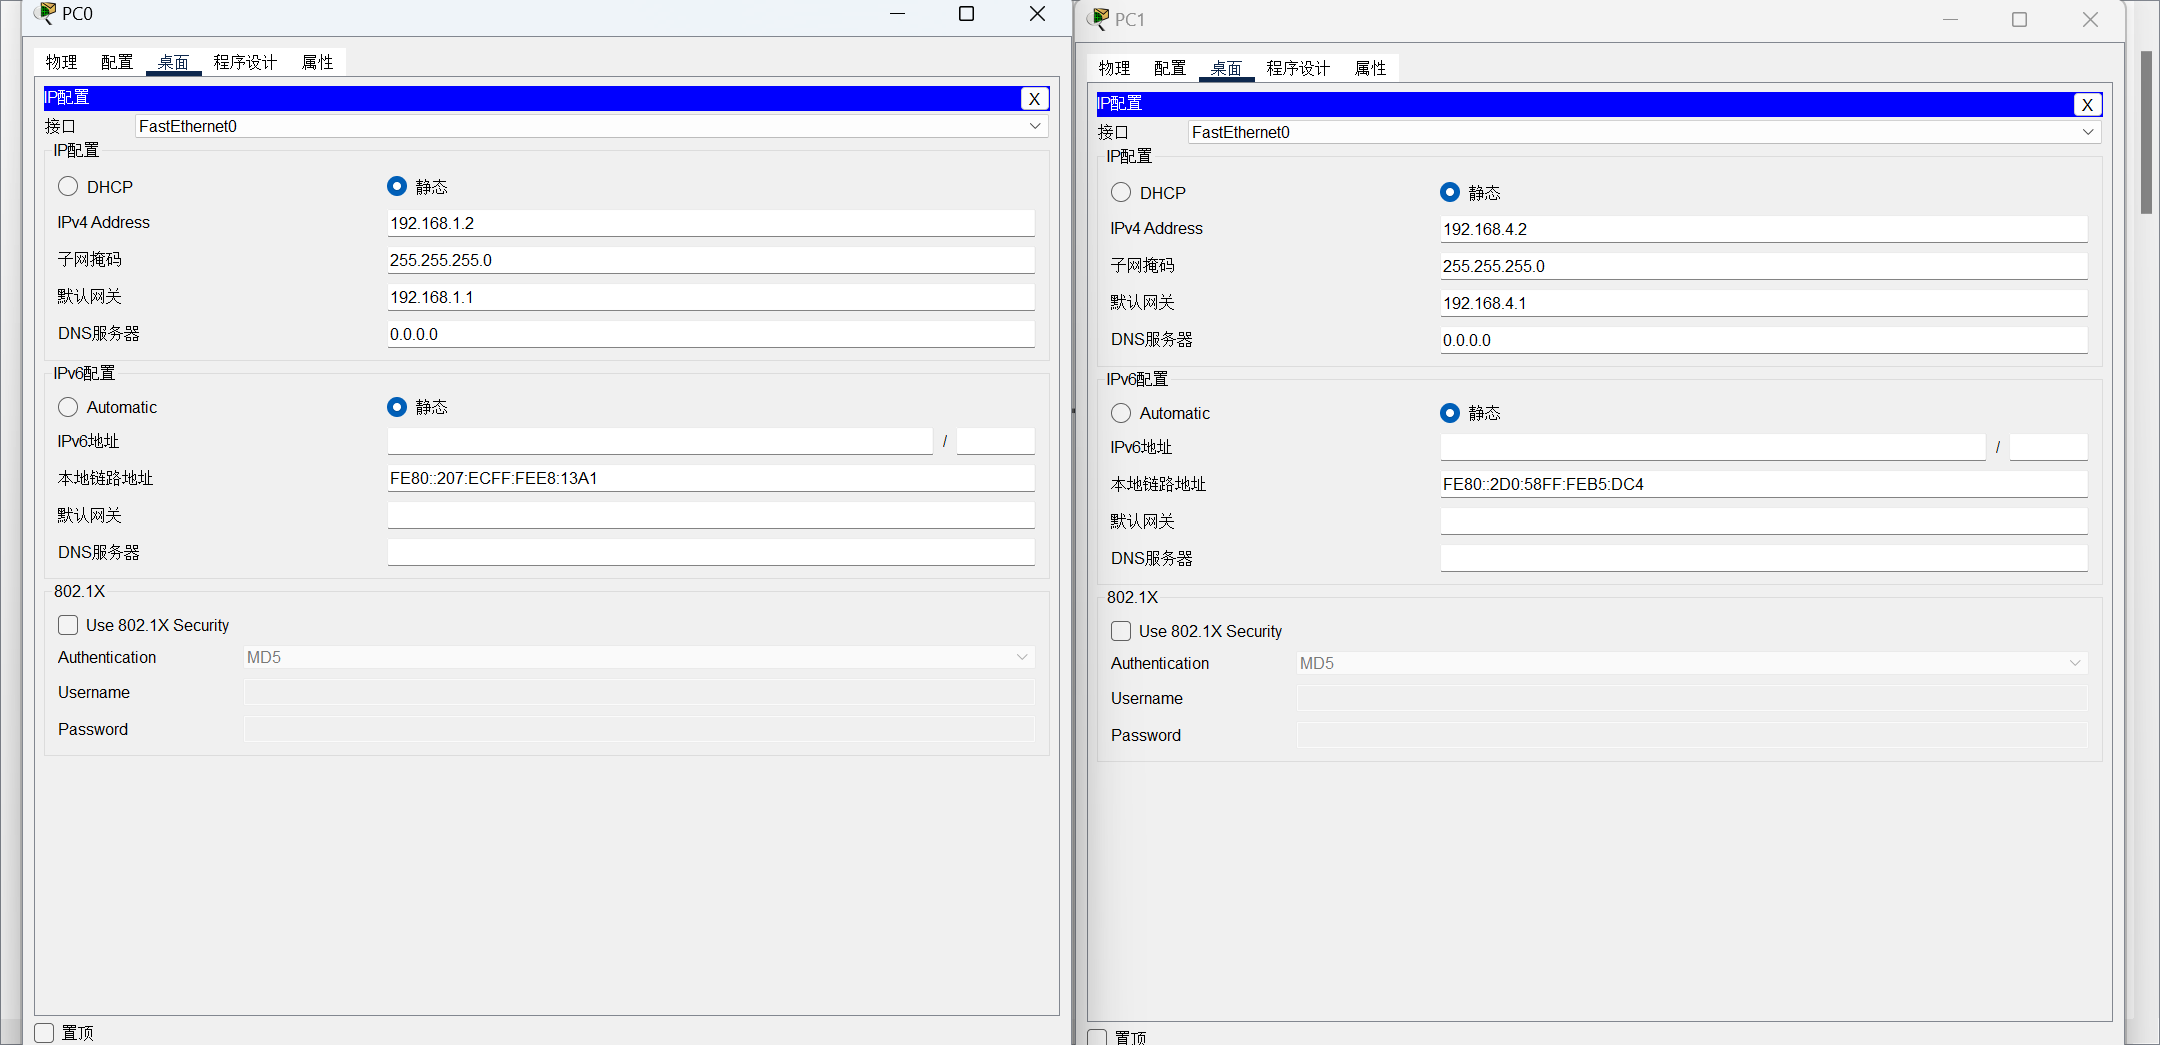 PC0
物理 配置 桌面 程序设计 属性
IP配置 X
接口 FastEthernet0
IP配置
DHCP 静态
IPv4 Address 192.168.1.2
子网掩码 255.255.255.0
默认网关 192.168.1.1
DNS服务器 0.0.0.0
IPv6配置
Automatic 静态
IPv6地址 /
本地链路地址 FE80::207:ECFF:FEE8:13A1
默认网关
DNS服务器
802.1X
Use 802.1X Security
Authentication MD5
Username
Password
置顶
PC1
物理 配置 桌面 程序设计 属性
IP配置 X
接口 FastEthernet0
IP配置
DHCP 静态
IPv4 Address 192.168.4.2
子网掩码 255.255.255.0
默认网关 192.168.4.1
DNS服务器 0.0.0.0
IPv6配置
Automatic 静态
IPv6地址 /
本地链路地址 FE80::2D0:58FF:FEB5:DC4
默认网关
DNS服务器
802.1X
Use 802.1X Security
Authentication MD5
Username
Password
置顶